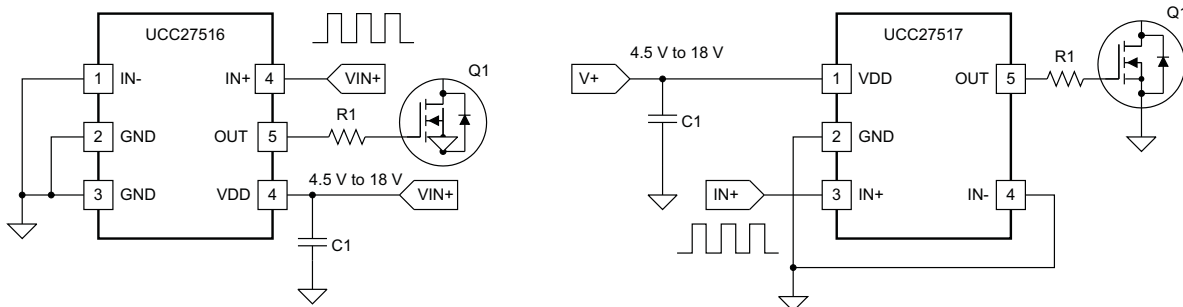 UCC27516
1 IN- IN+ 4 VIN+
Q1
2 GND OUT 5 R1
3 GND VDD 4 4.5 V to 18 V VIN+
C1
UCC27517
Q1
V+ 4.5 V to 18 V 1 VDD OUT 5 R1
C1
2 GND
IN+ 3 IN+ IN- 4